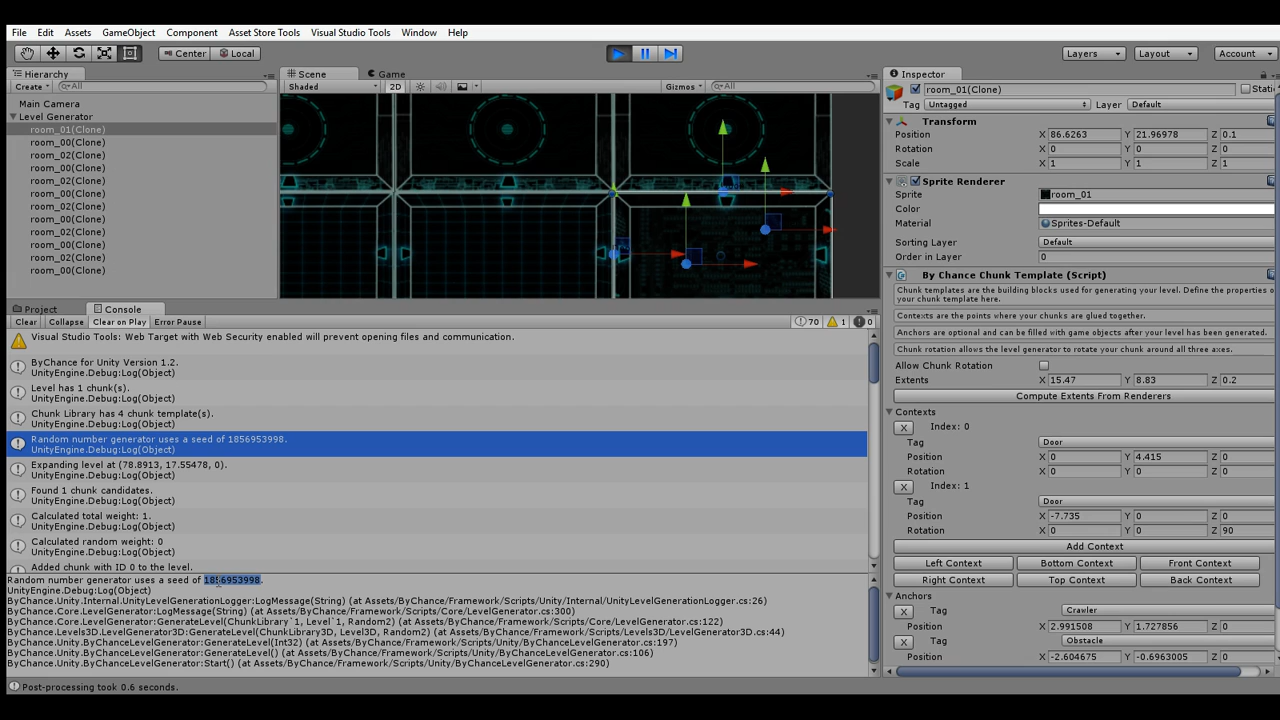 File Edit Assets GameObject Component Asset Store Tools Visual Studio Tools Window Help
Center Local Layers Layout Account
Hierarchy
Create All
Main Camera
Level Generator
room_01(Clone)
room_00(Clone)
room_02(Clone)
room_00(Clone)
room_02(Clone)
room_00(Clone)
room_02(Clone)
room_00(Clone)
room_02(Clone)
room_00(Clone)
room_02(Clone)
room_00(Clone)
Scene Game
Shaded 2D Gizmos All
Project Console
Clear Collapse Clear on Play Error Pause 70 1 0
Visual Studio Tools: Web Target with Web Security enabled will prevent opening files and communication.
ByChance for Unity Version 1.2.
UnityEngine.Debug:Log(Object)
Level has 1 chunk(s).
UnityEngine.Debug:Log(Object)
Chunk Library has 4 chunk template(s).
UnityEngine.Debug:Log(Object)
Random number generator uses a seed of 1856953998.
UnityEngine.Debug:Log(Object)
Expanding level at (78.8913, 17.55478, 0).
UnityEngine.Debug:Log(Object)
Found 1 chunk candidates.
UnityEngine.Debug:Log(Object)
Calculated total weight: 1.
UnityEngine.Debug:Log(Object)
Calculated random weight: 0
UnityEngine.Debug:Log(Object)
Added chunk with ID 0 to the level.
Random number generator uses a seed of 1856953998.
UnityEngine.Debug:Log(Object)
ByChance.Unity.Internal.UnityLevelGenerationLogger:LogMessage(String) (at Assets/ByChance/Framework/Scripts/Unity/Internal/UnityLevelGenerationLogger.cs:26)
ByChance.Core.LevelGenerator:LogMessage(String) (at Assets/ByChance/Framework/Scripts/Core/LevelGenerator.cs:300)
ByChance.Core.LevelGenerator:GenerateLevel(ChunkLibrary`1, Level`1, Random2) (at Assets/ByChance/Framework/Scripts/Core/LevelGenerator.cs:122)
ByChance.Levels3D.LevelGenerator3D:GenerateLevel(ChunkLibrary3D, Level3D, Random2) (at Assets/ByChance/Framework/Scripts/Levels3D/LevelGenerator3D.cs:44)
ByChance.Unity.ByChanceLevelGenerator:GenerateLevel(Int32) (at Assets/ByChance/Framework/Scripts/Unity/ByChanceLevelGenerator.cs:197)
ByChance.Unity.ByChanceLevelGenerator:GenerateLevel() (at Assets/ByChance/Framework/Scripts/Unity/ByChanceLevelGenerator.cs:106)
ByChance.Unity.ByChanceLevelGenerator:Start() (at Assets/ByChance/Framework/Scripts/Unity/ByChanceLevelGenerator.cs:290)
Post-processing took 0.6 seconds.
Inspector
room_01(Clone) Stati
Tag Untagged Layer Default
Transform
Position X 86.6263 Y 21.96978 Z 0.1
Rotation X 0 Y 0 Z 0
Scale X 1 Y 1 Z 1
Sprite Renderer
Sprite room_01
Color
Material Sprites-Default
Sorting Layer Default
Order in Layer 0
By Chance Chunk Template (Script)
Chunk templates are the building blocks used for generating your level. Define the properties o
your chunk template here.
Contexts are the points where your chunks are glued together.
Anchors are optional and can be filled with game objects after your level has been generated.
Chunk rotation allows the level generator to rotate your chunk around all three axes.
Allow Chunk Rotation
Extents X 15.47 Y 8.83 Z 0.2
Compute Extents From Renderers
Contexts
X Index: 0
Tag Door
Position X 0 Y 4.415 Z 0
Rotation X 0 Y 0 Z 0
X Index: 1
Tag Door
Position X -7.735 Y 0 Z 0
Rotation X 0 Y 0 Z 90
Add Context
Left Context Bottom Context Front Context
Right Context Top Context Back Context
Anchors
X Tag Crawler
Position X 2.991508 Y 1.727856 Z 0
X Tag Obstacle
Position X -2.604675 Y -0.6963005 Z 0